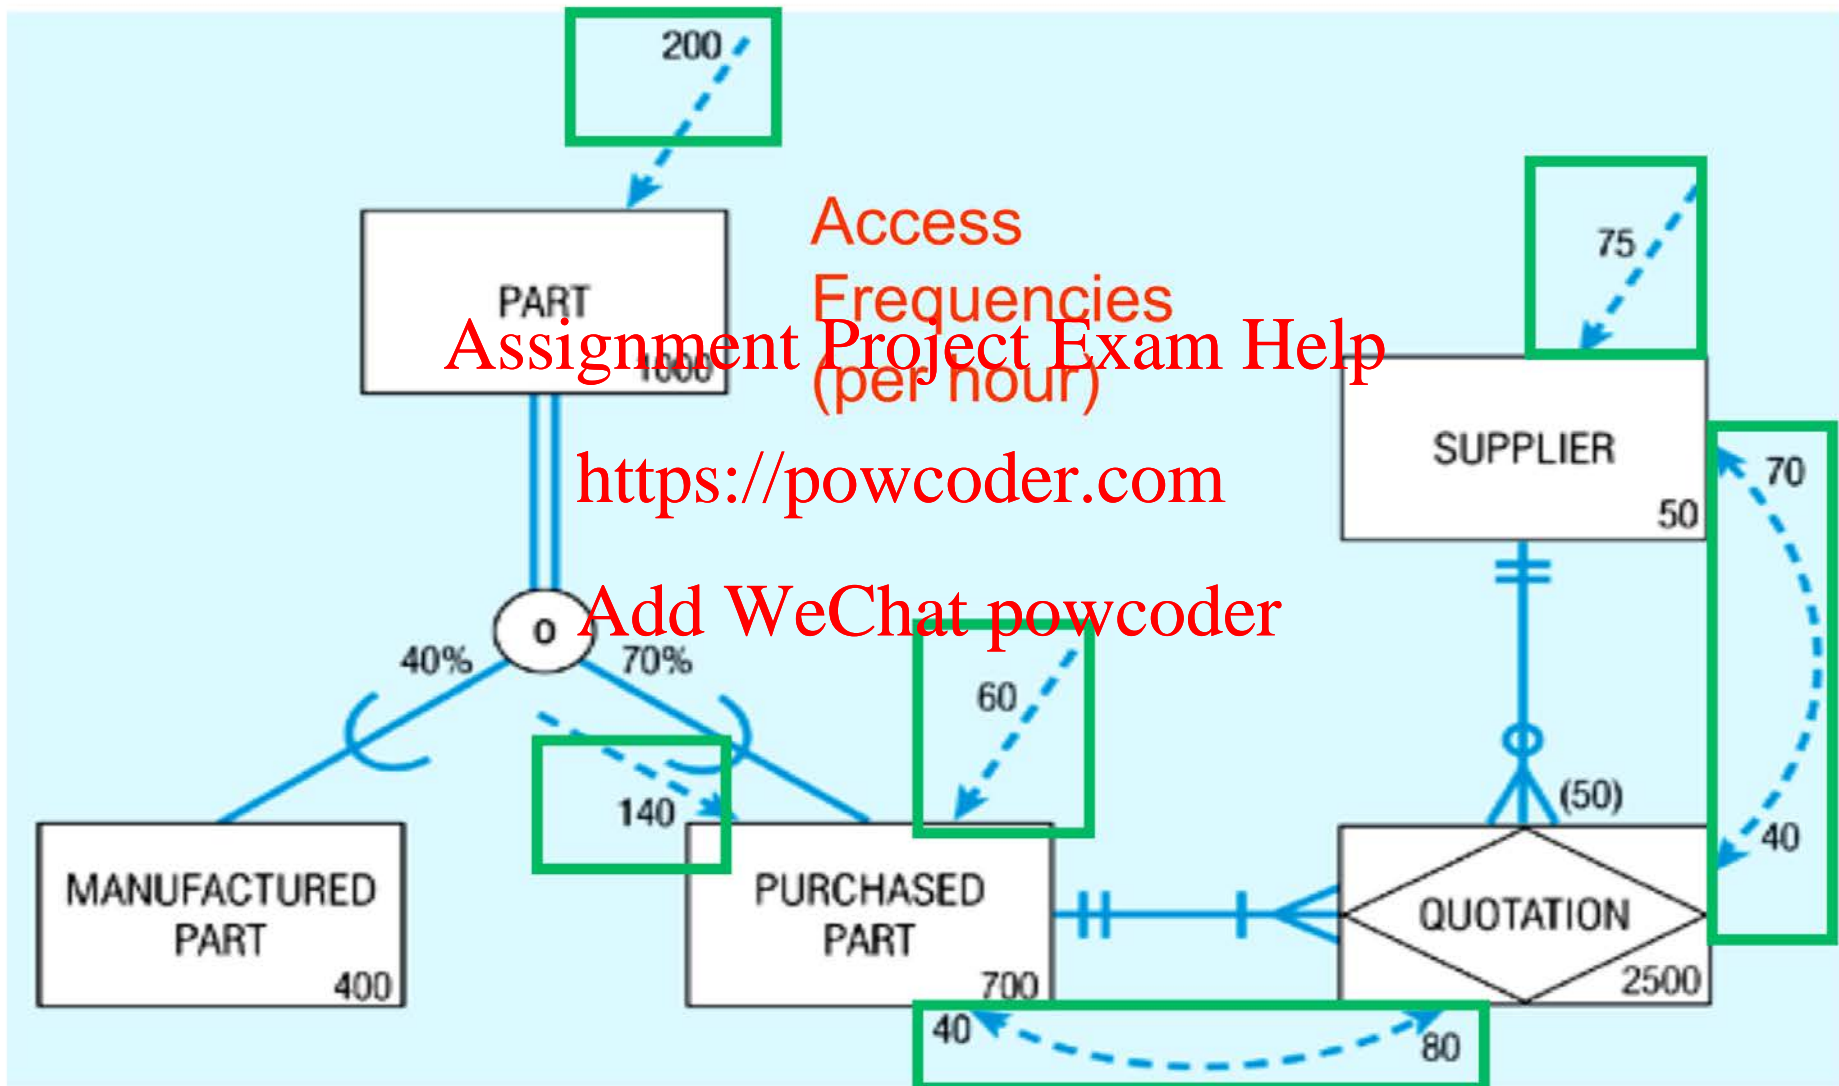 200
Access
Frequencies
(per hour)
75
PART
1000
Assignment Project Exam Help
SUPPLIER
50
70
https://powcoder.com
Add WeChat powcoder
O
40%
70%
60
140
(50)
40
MANUFACTURED
PART
400
PURCHASED
PART
700
QUOTATION
2500
40
80